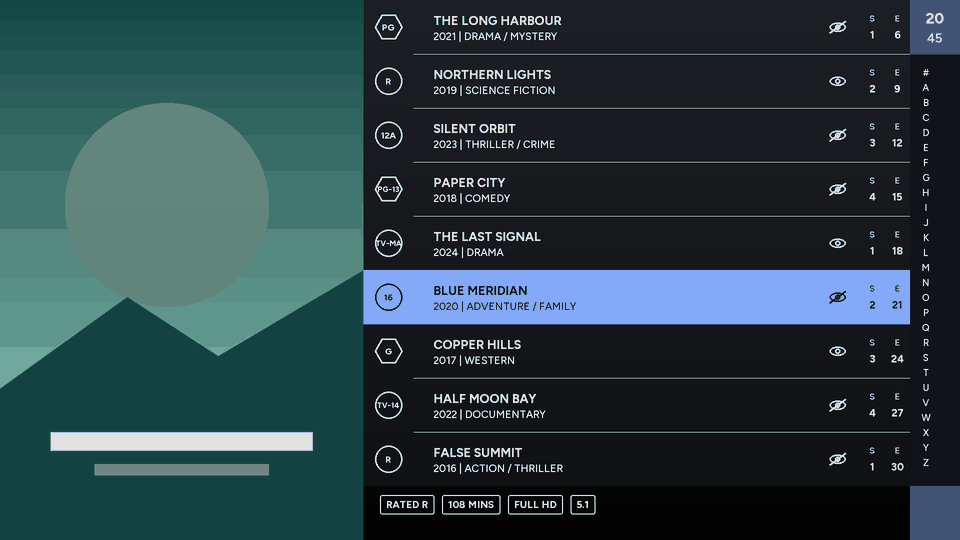 PG
THE LONG HARBOUR
2021 | DRAMA / MYSTERY
S E
1 6
R
NORTHERN LIGHTS
2019 | SCIENCE FICTION
S E
2 9
12A
SILENT ORBIT
2023 | THRILLER / CRIME
S E
3 12
PG-13
PAPER CITY
2018 | COMEDY
S E
4 15
TV-MA
THE LAST SIGNAL
2024 | DRAMA
S E
1 18
16
BLUE MERIDIAN
2020 | ADVENTURE / FAMILY
S E
2 21
G
COPPER HILLS
2017 | WESTERN
S E
3 24
TV-14
HALF MOON BAY
2022 | DOCUMENTARY
S E
4 27
R
FALSE SUMMIT
2016 | ACTION / THRILLER
S E
1 30
RATED R 108 MINS FULL HD 5.1
20
45
#
A
B
C
D
E
F
G
H
I
J
K
L
M
N
O
P
Q
R
S
T
U
V
W
X
Y
Z